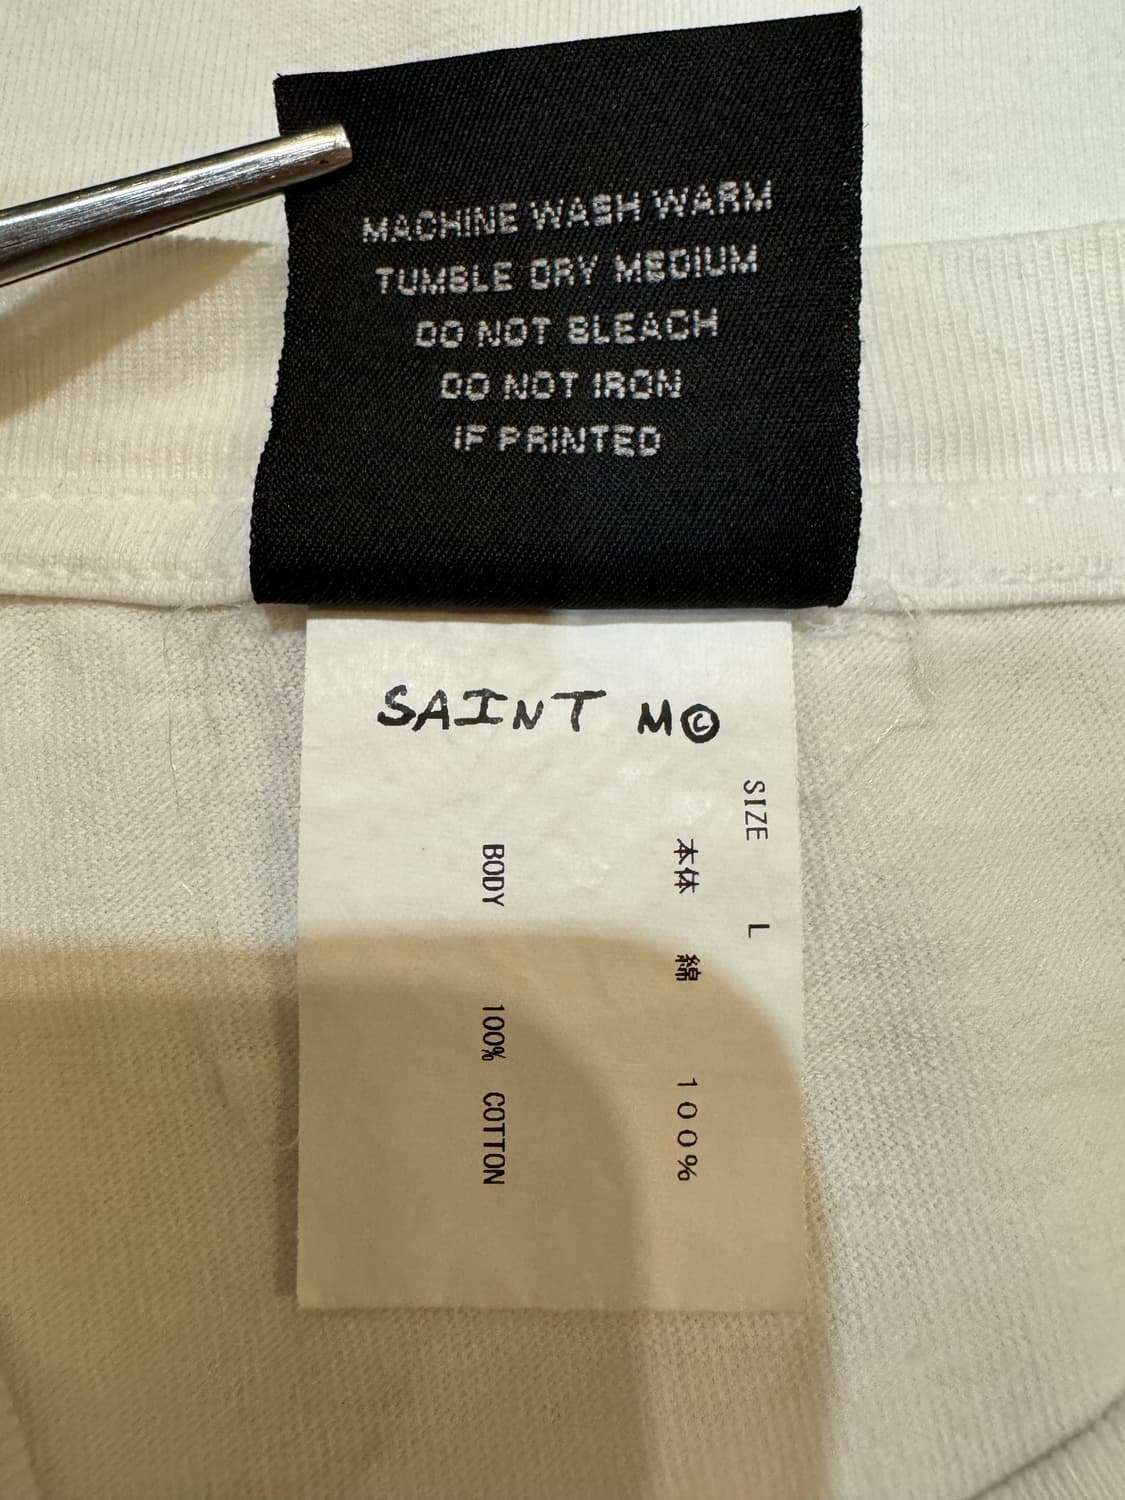 MACHINE WASH WARM
TUMBLE DRY MEDIUM
DO NOT BLEACH
DO NOT IRON
IF PRINTED
SAINT M©
SIZE L
本体 綿 100%
BODY 100% COTTON